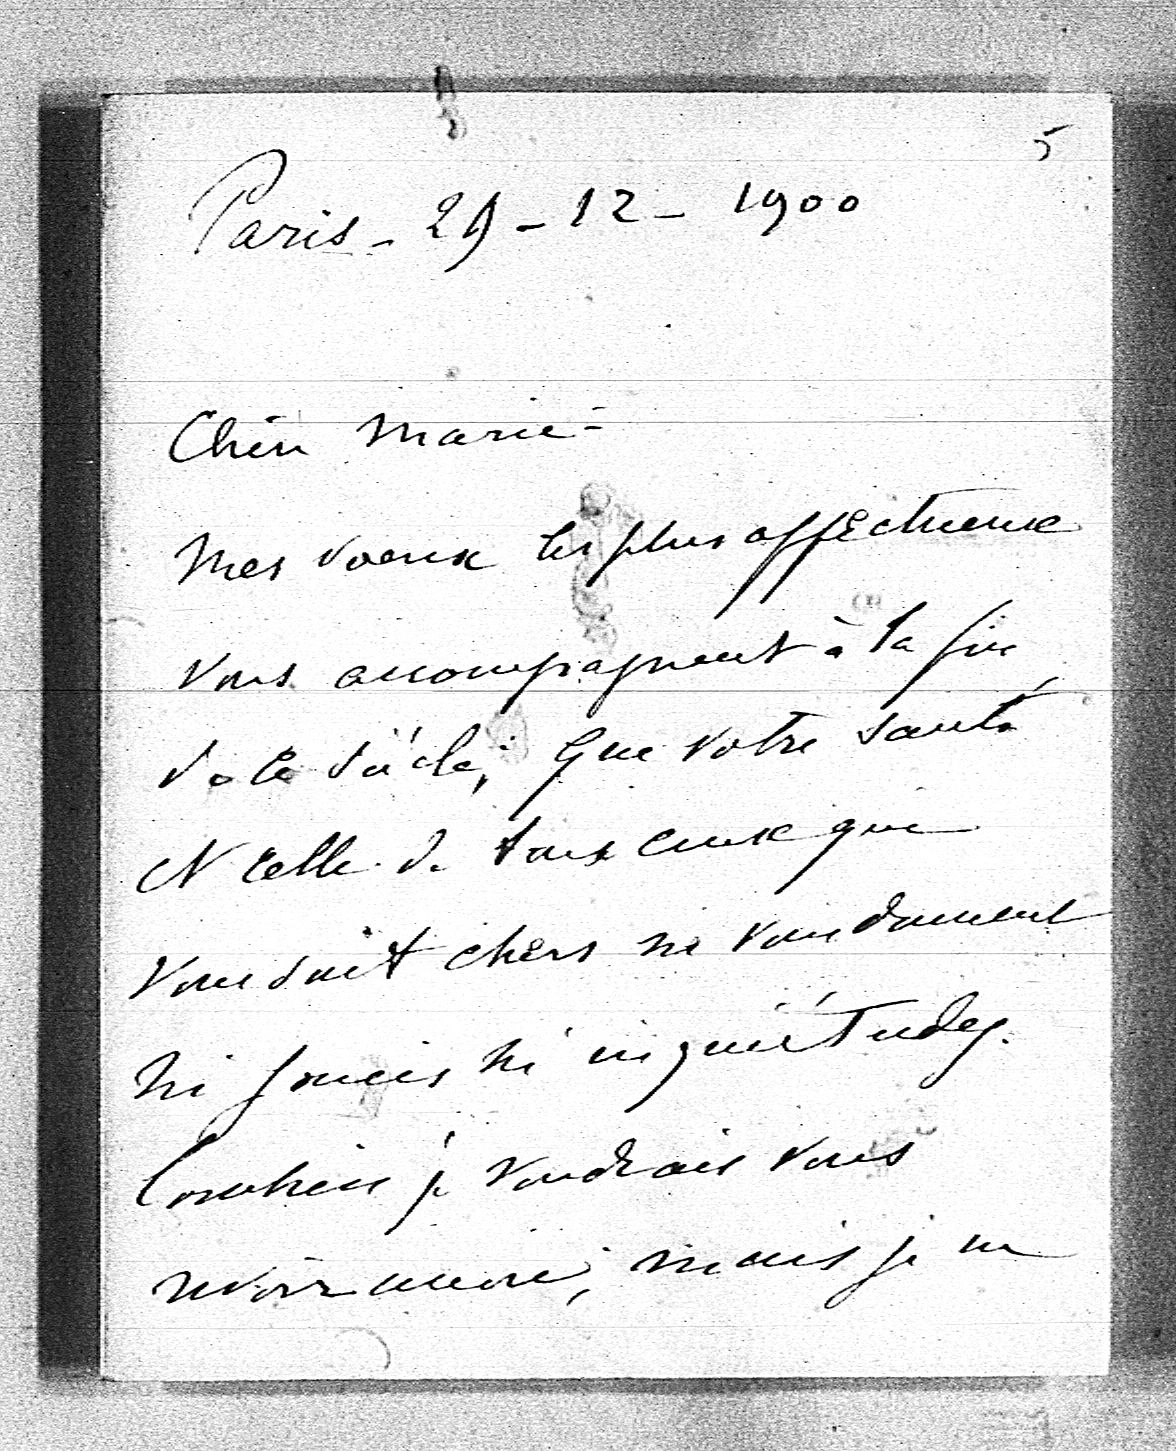 5
Paris - 29 - 12 - 1900
Chère Marie -
Mes voeux les plus affectueux
vous accompagnent à la fin
de ce siècle; que votre santé
et celle de tous ceux qui
vous sont chers ne vous donnent
ni soucis ni inquiétudes.
Combien je voudrais vous
revoir encore; mais je ne